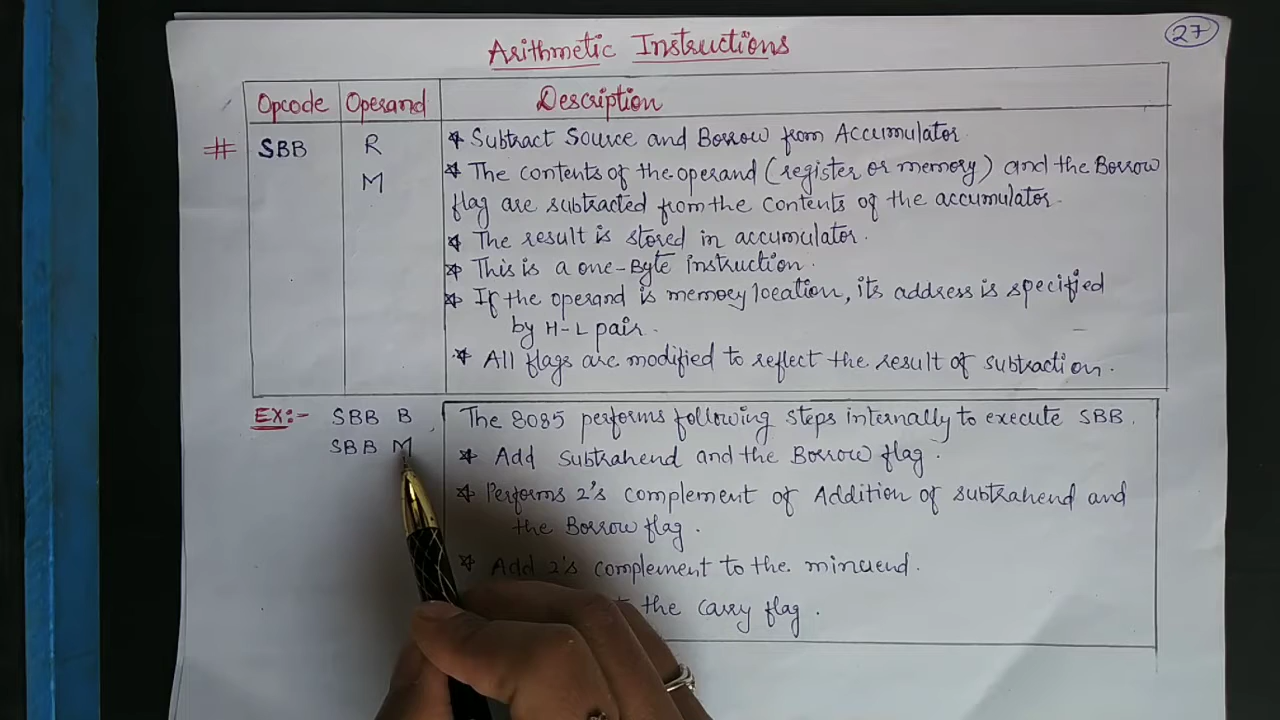 27
Arithmetic Instructions
Opcode Operand Description
# SBB R * Subtract Source and Borrow from Accumulator.
M * The contents of the operand (register or memory) and the Borrow
flag are subtracted from the contents of the accumulator.
* The result is stored in accumulator.
* This is a one-Byte instruction.
* If the operand is memory location, its address is specified
by H-L pair.
* All flags are modified to reflect the result of subtraction.
EX:- SBB B The 8085 performs following steps internally to execute SBB.
SBB M * Add Subtrahend and the Borrow flag.
* Performs 2's complement of Addition of subtrahend and
the Borrow flag.
* Add 2's complement to the minuend.
the carry flag.